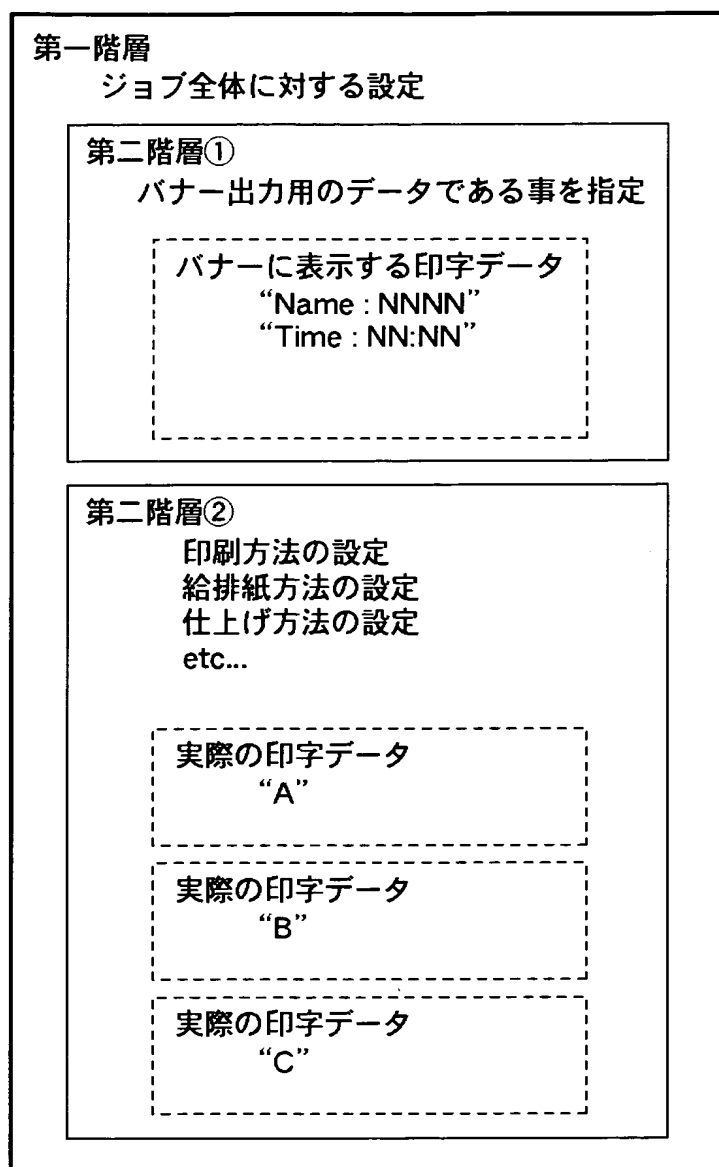 第一階層
ジョブ全体に対する設定
第二階層①
バナー出力用のデータである事を指定
バナーに表示する印字データ
“Name : NNNN”
“Time : NN:NN”
第二階層②
印刷方法の設定
給排紙方法の設定
仕上げ方法の設定
etc...
実際の印字データ
“A”
実際の印字データ
“B”
実際の印字データ
“C”